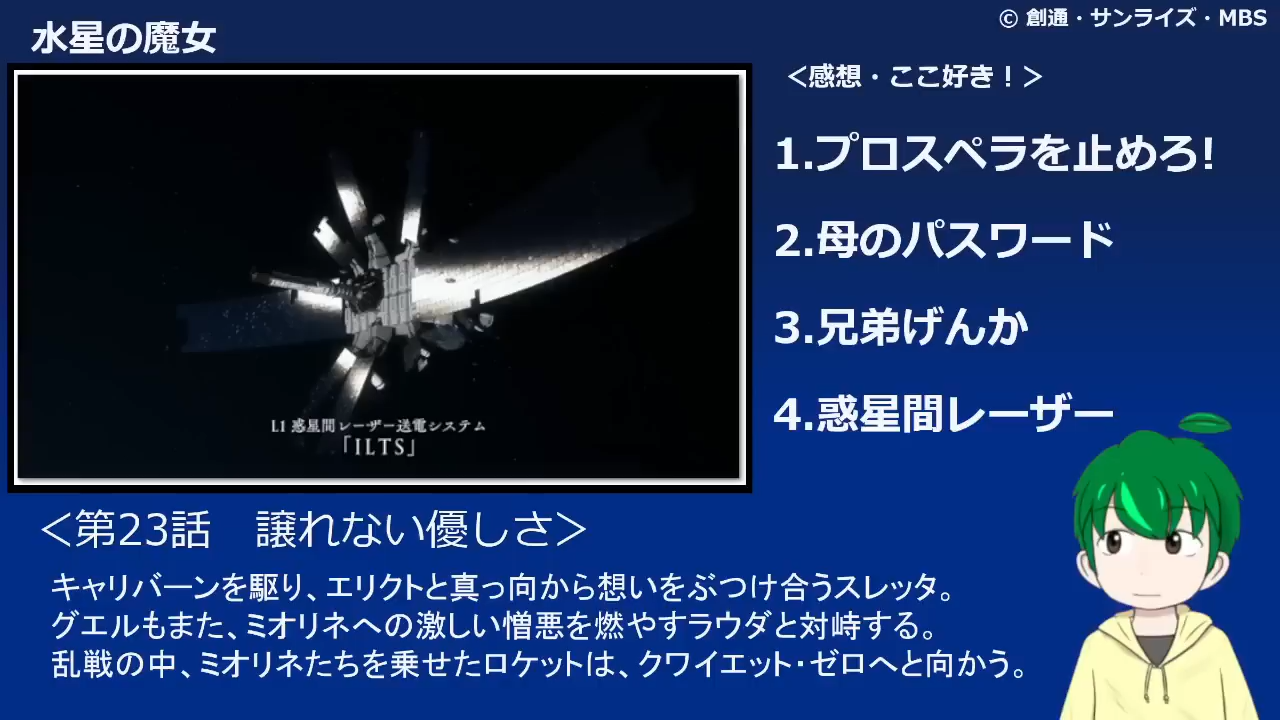 水星の魔女
© 創通・サンライズ・MBS
L1 惑星間レーザー送電システム
「ILTS」
＜感想・ここ好き！＞
1.プロスペラを止めろ!
2.母のパスワード
3.兄弟げんか
4.惑星間レーザー
＜第23話　譲れない優しさ＞
キャリバーンを駆り、エリクトと真っ向から想いをぶつけ合うスレッタ。
グエルもまた、ミオリネへの激しい憎悪を燃やすラウダと対峙する。
乱戦の中、ミオリネたちを乗せたロケットは、クワイエット・ゼロへと向かう。